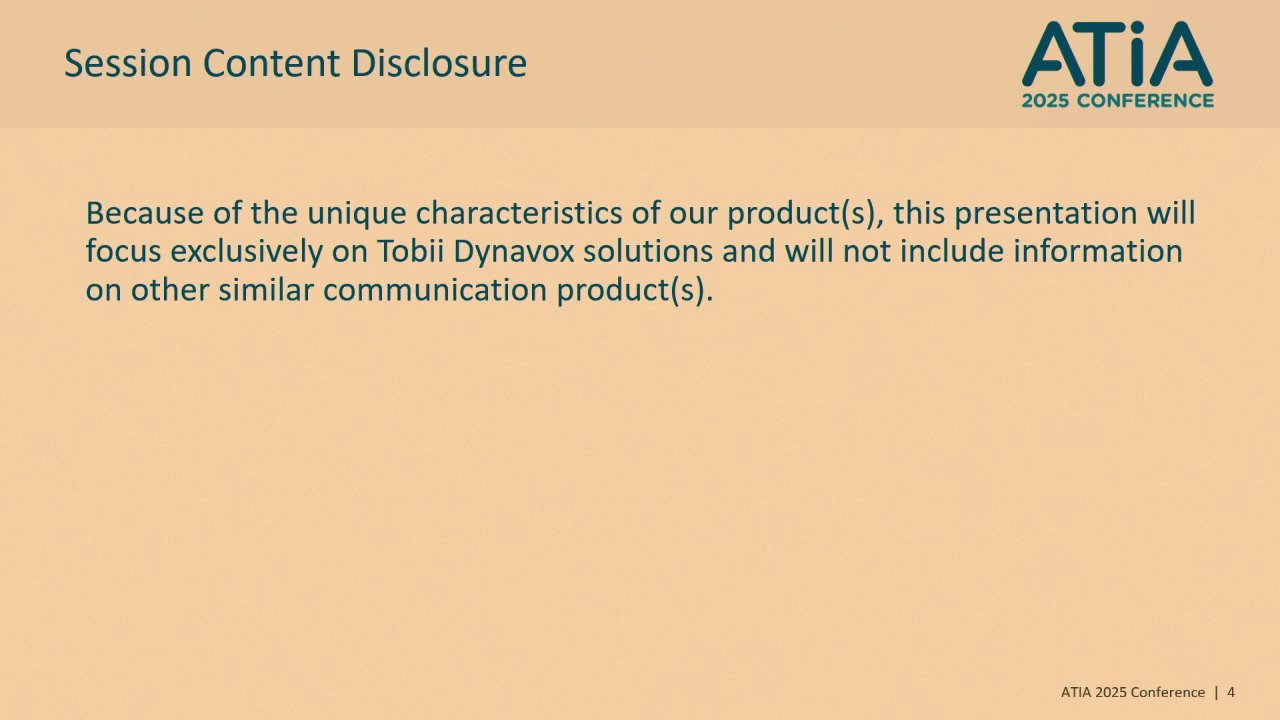 Session Content Disclosure
ATiA
2025 CONFERENCE
Because of the unique characteristics of our product(s), this presentation will
focus exclusively on Tobii Dynavox solutions and will not include information
on other similar communication product(s).
ATIA 2025 Conference | 4